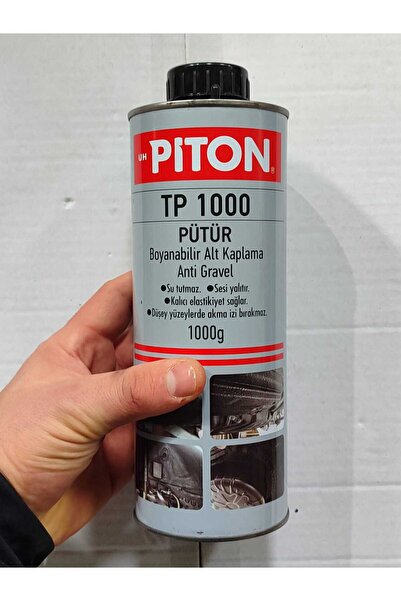 UH PITON®
TP 1000
PÜTÜR
Boyanabilir Alt Kaplama
Anti Gravel
•Su tutmaz. •Sesi yalıtır.
•Kalıcı elastikiyet sağlar.
•Düşey yüzeylerde akma izi bırakmaz.
1000g